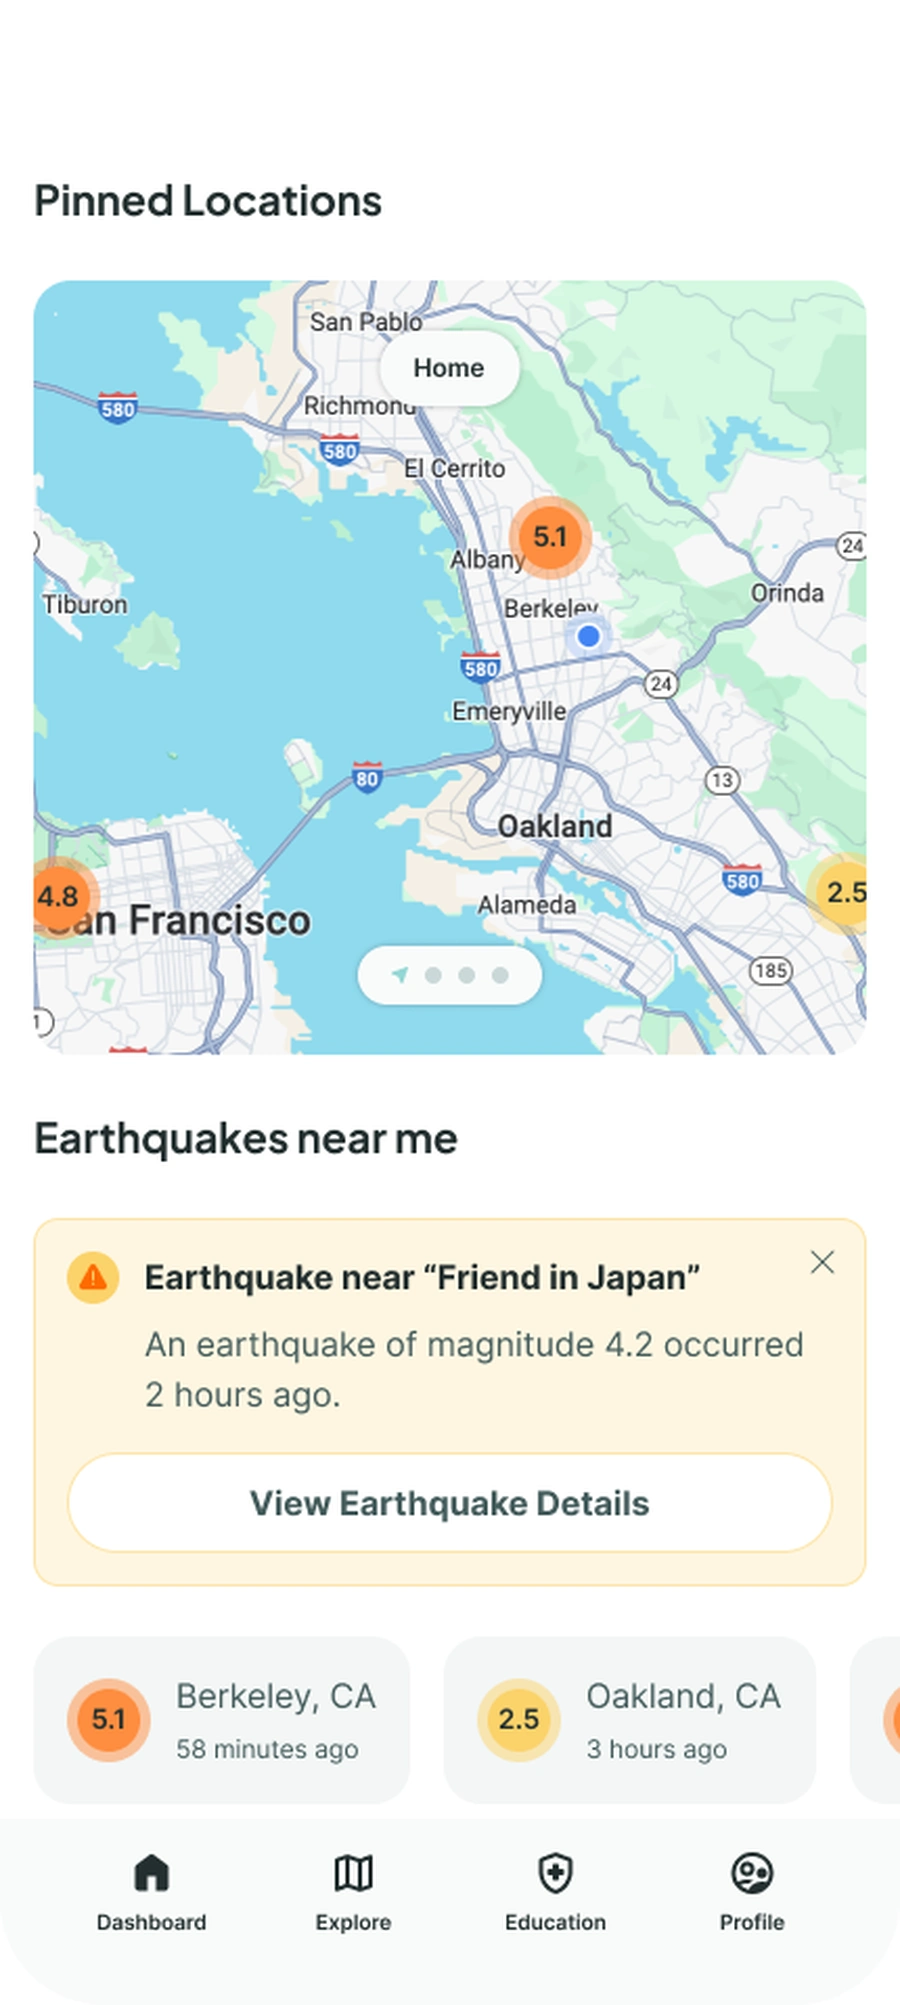 Pinned Locations
San Pablo
Home
580
Richmond
580
El Cerrito
5.1
Albany
24
Orinda
Tiburon
Berkeley
580
24
Emeryville
80
13
Oakland
580
4.8
2.5
Alameda
San Francisco
185
1
Earthquakes near me
Earthquake near “Friend in Japan”
An earthquake of magnitude 4.2 occurred
2 hours ago.
View Earthquake Details
5.1
Berkeley, CA
58 minutes ago
2.5
Oakland, CA
3 hours ago
Dashboard
Explore
Education
Profile